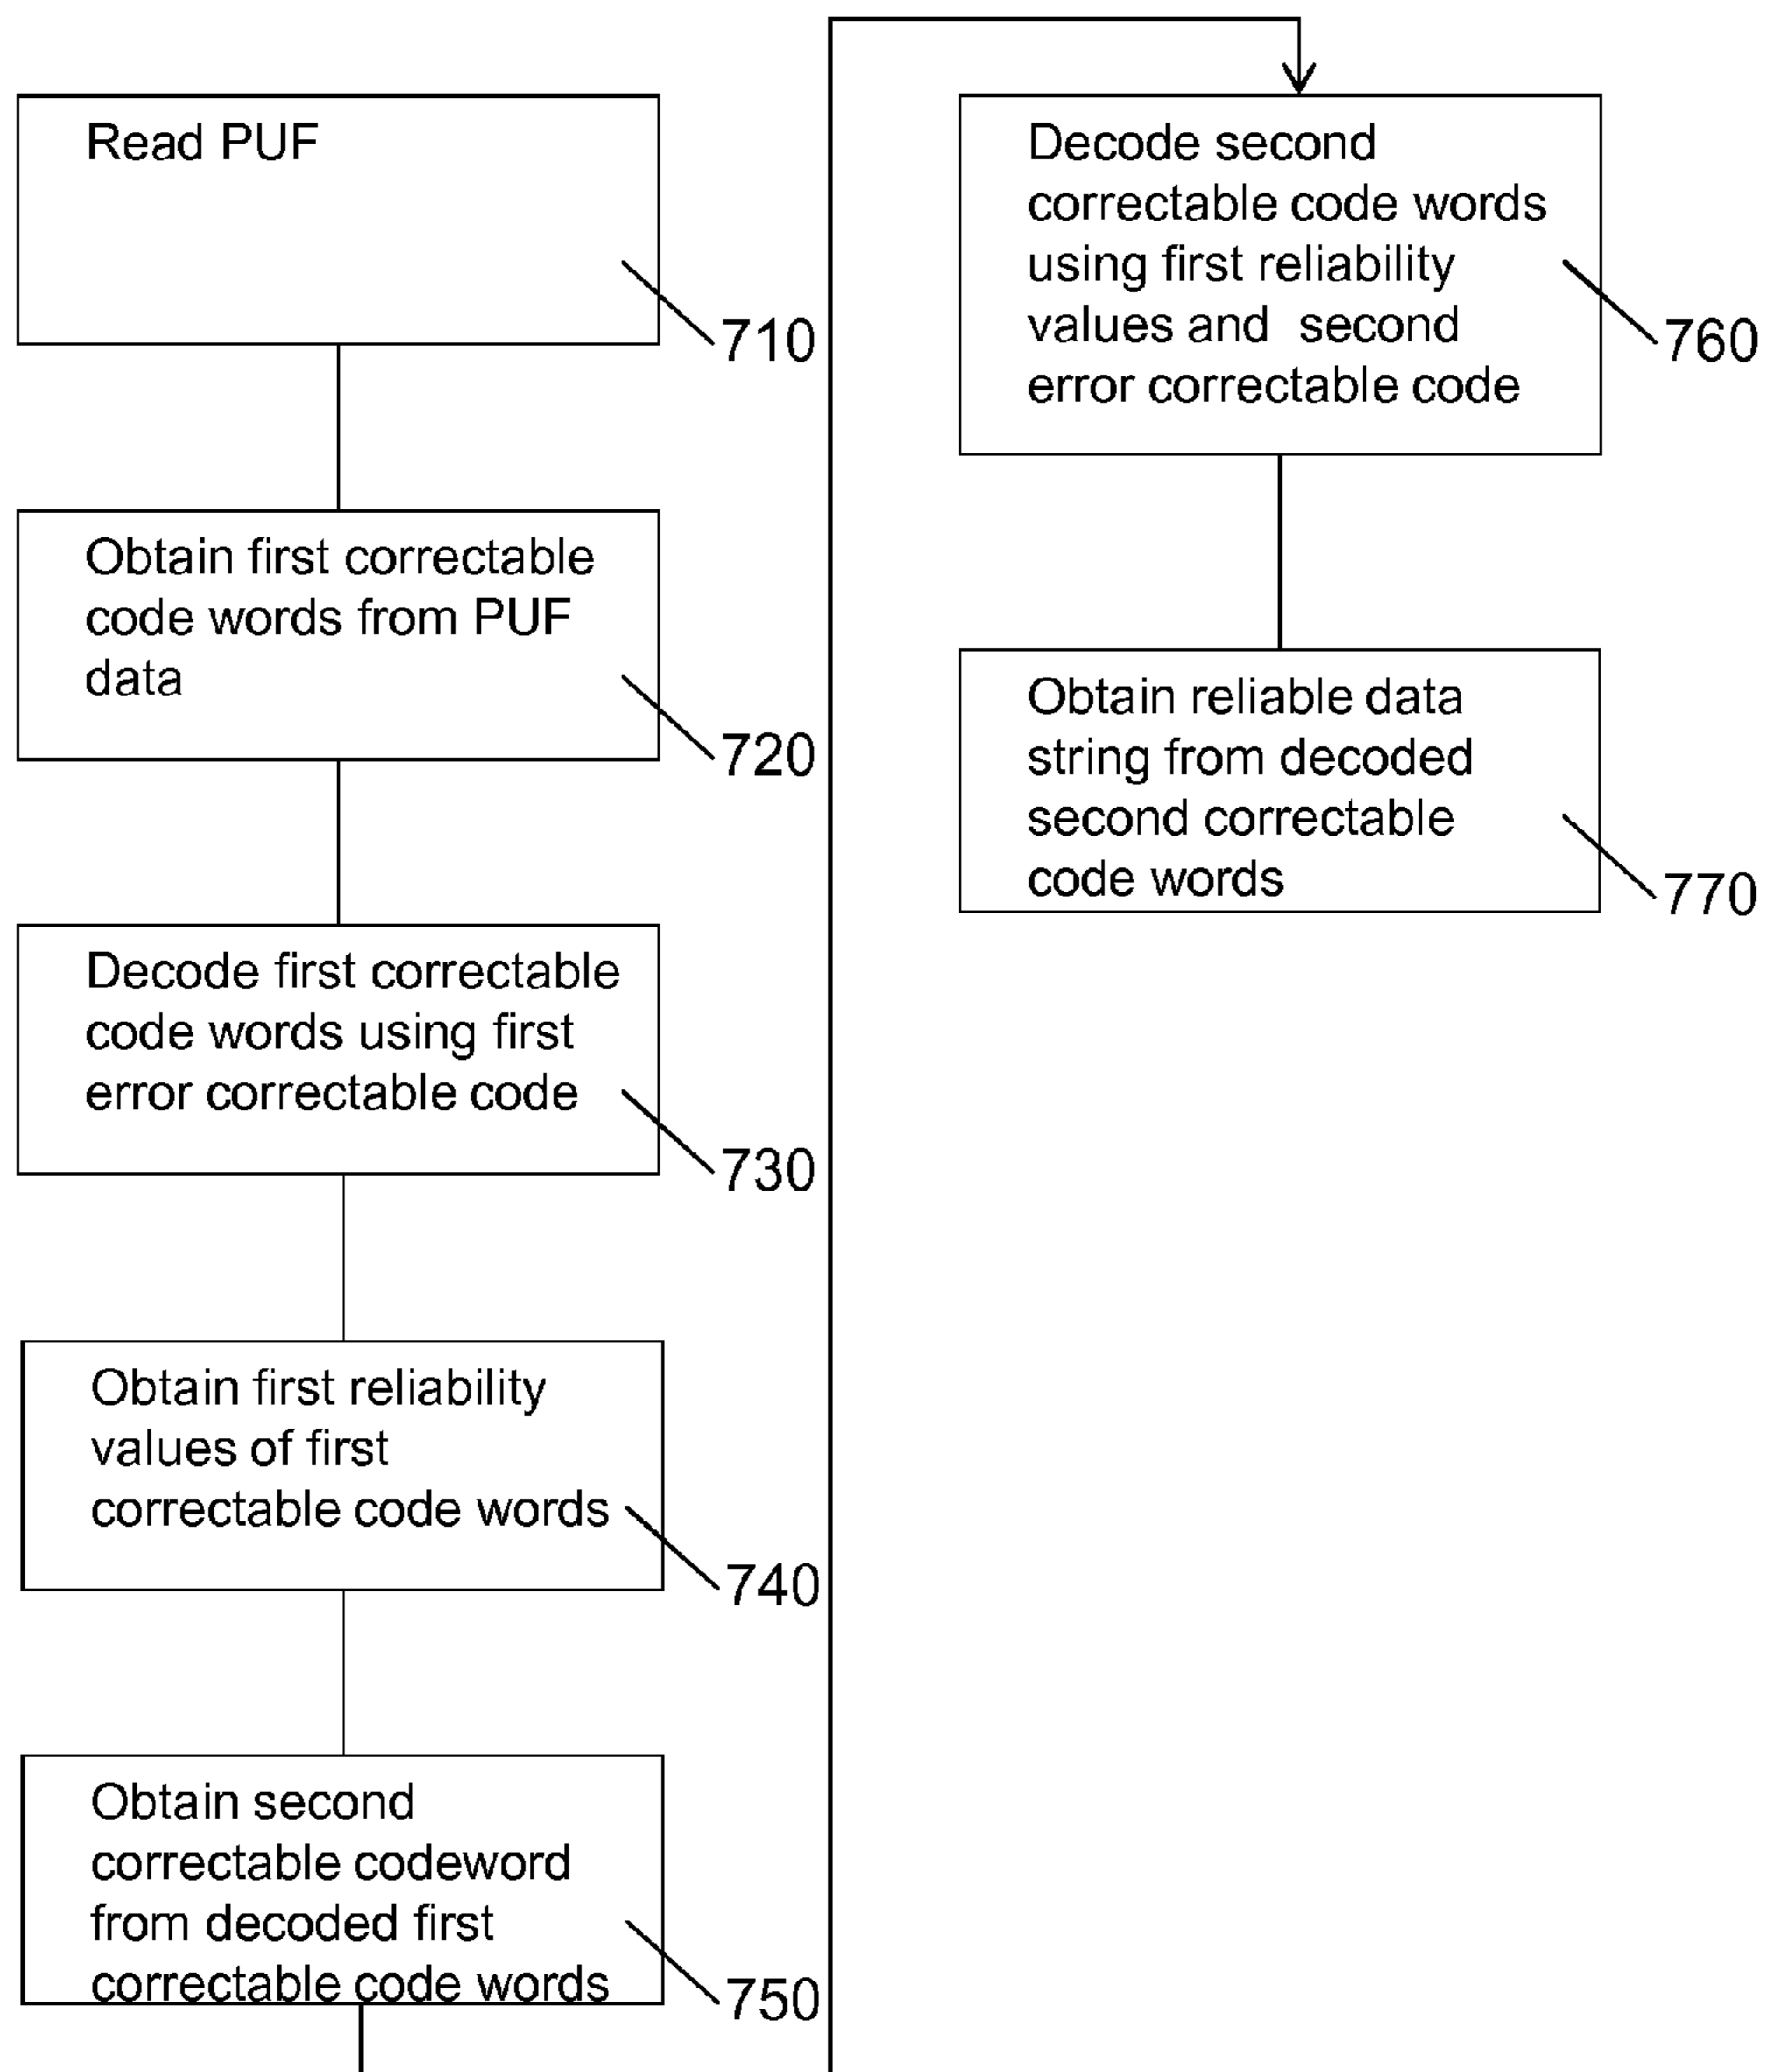 Read PUF
710
Obtain first correctable
code words from PUF
data
720
Decode first correctable
code words using first
error correctable code
730
Obtain first reliability
values of first
correctable code words
740
Obtain second
correctable codeword
from decoded first
correctable code words
750
Decode second
correctable code words
using first reliability
values and second
error correctable code
760
Obtain reliable data
string from decoded
second correctable
code words
770